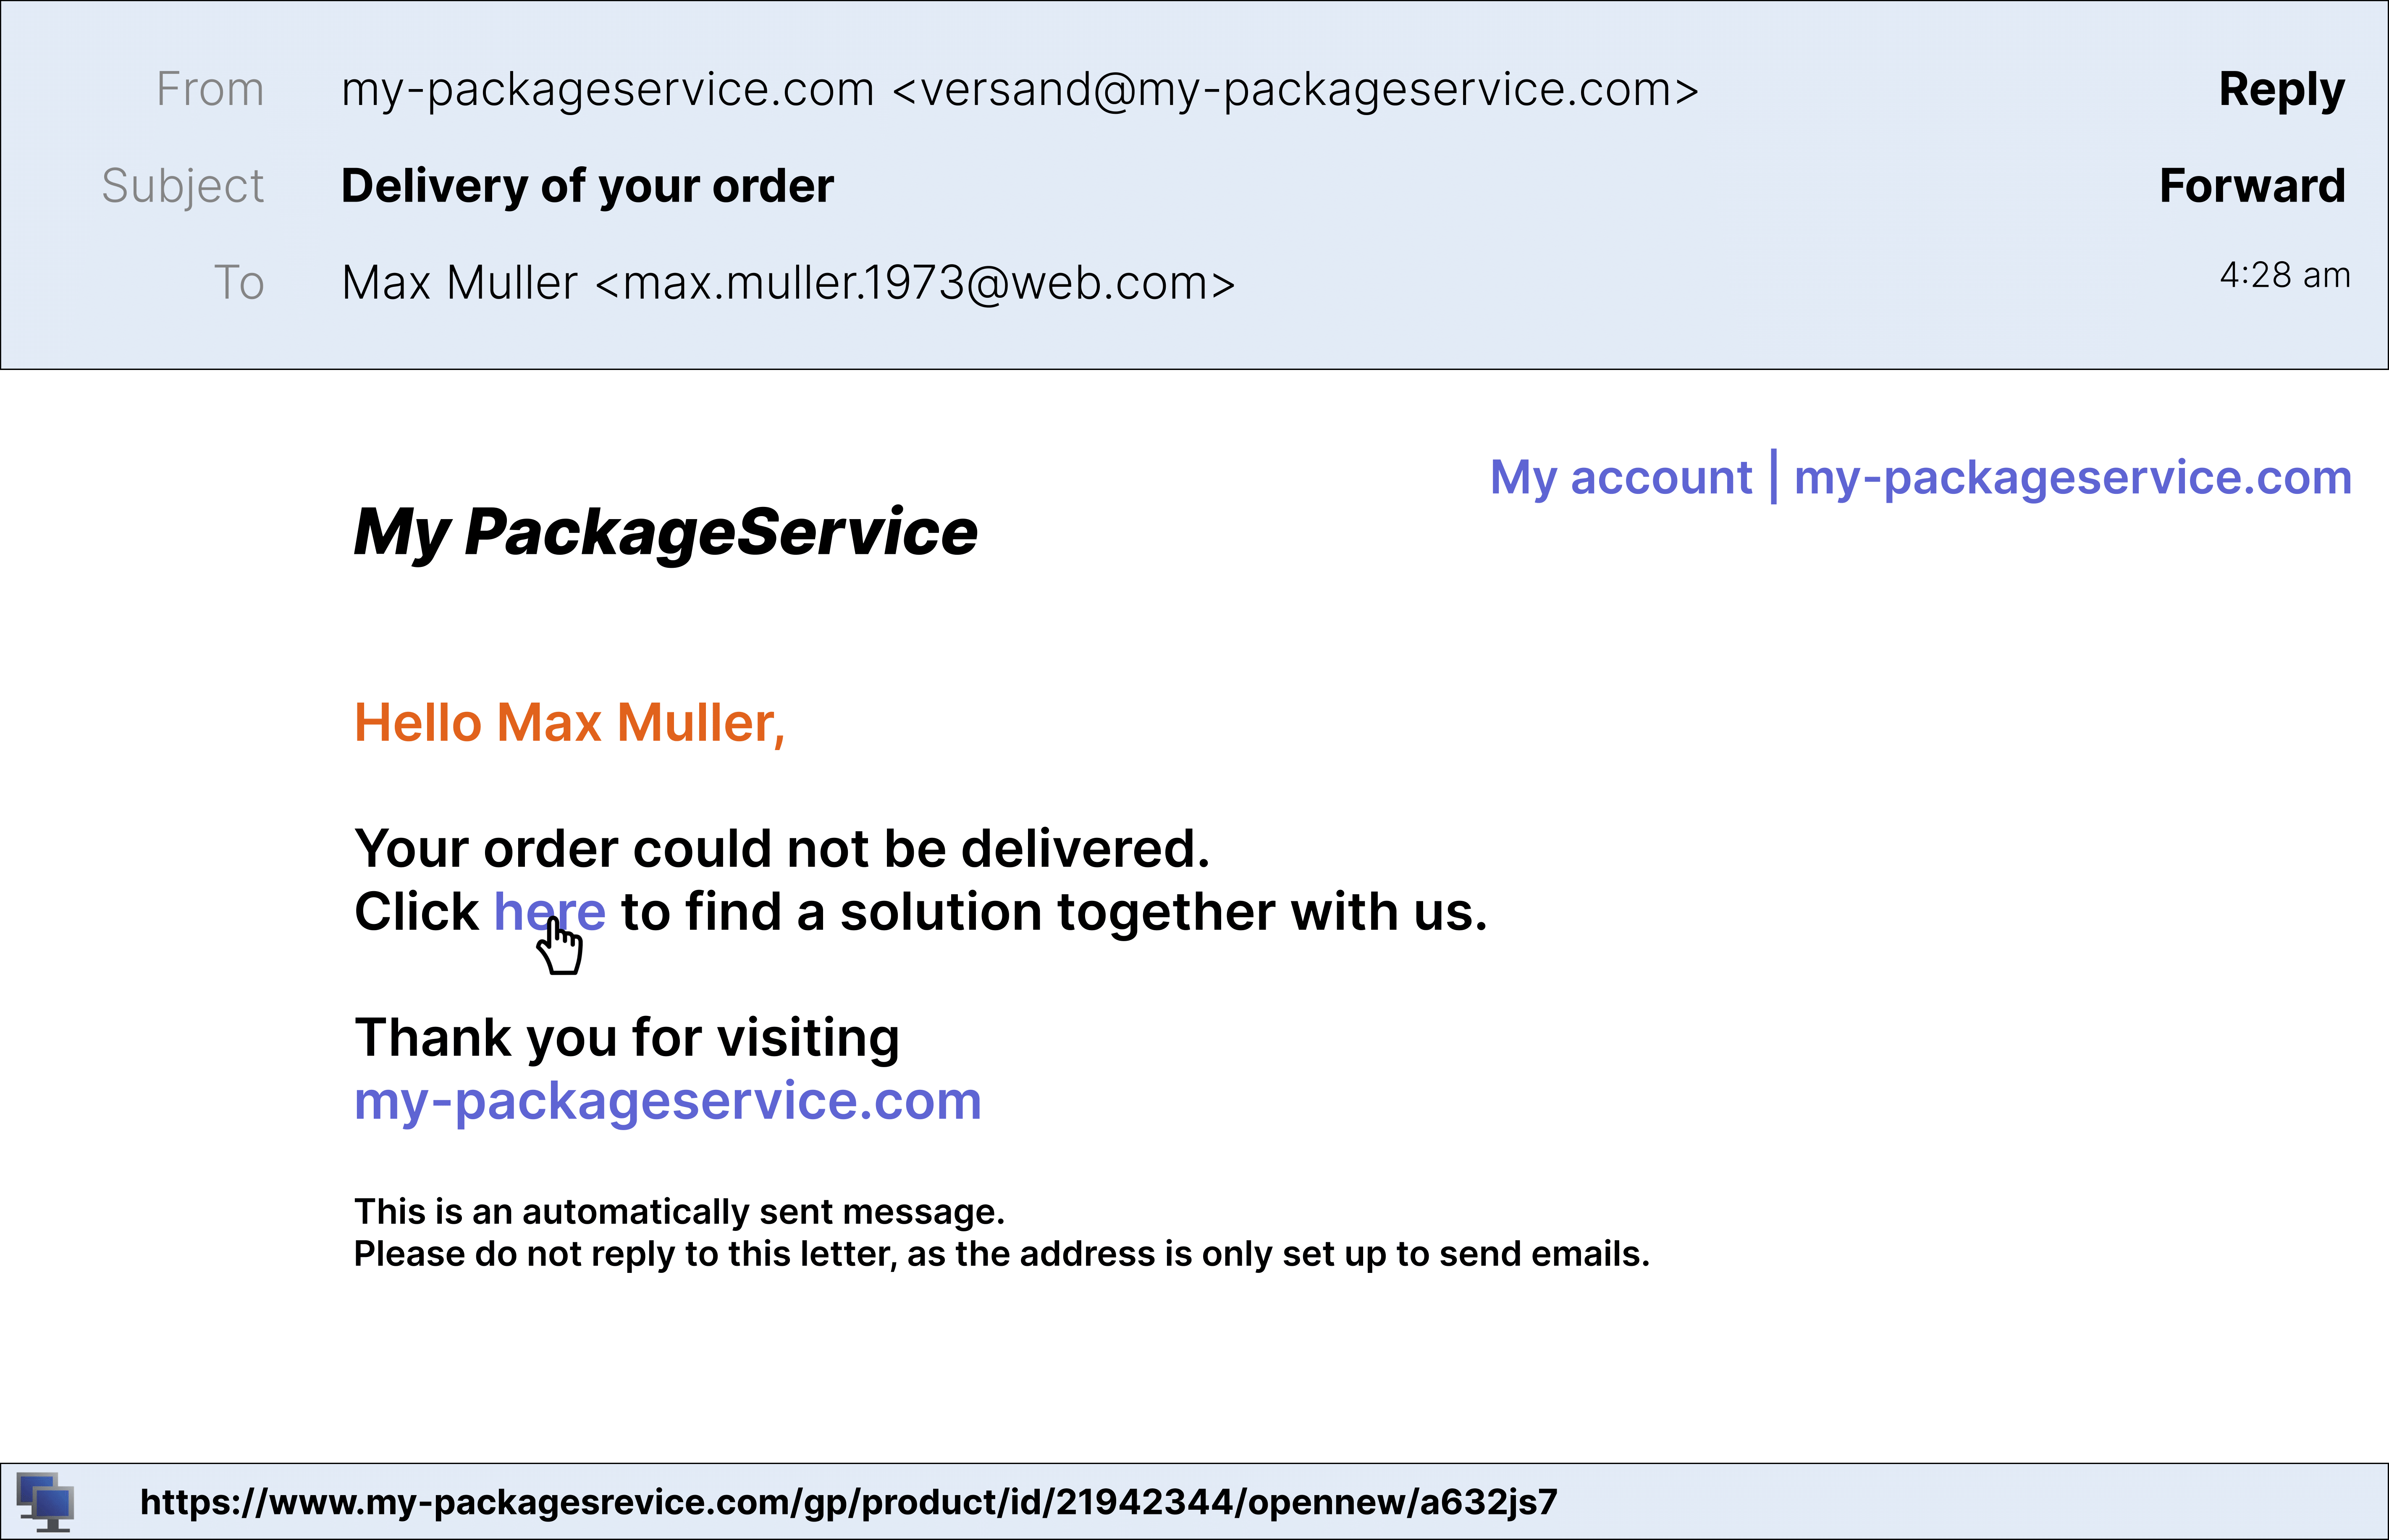 From my-packageservice.com <versand@my-packageservice.com> Reply
Subject Delivery of your order Forward
To Max Muller <max.muller.1973@web.com> 4:28 am
My account | my-packageservice.com
My PackageService
Hello Max Muller,
Your order could not be delivered.
Click here to find a solution together with us.
Thank you for visiting
my-packageservice.com
This is an automatically sent message.
Please do not reply to this letter, as the address is only set up to send emails.
https://www.my-packagesrevice.com/gp/product/id/21942344/opennew/a632js7